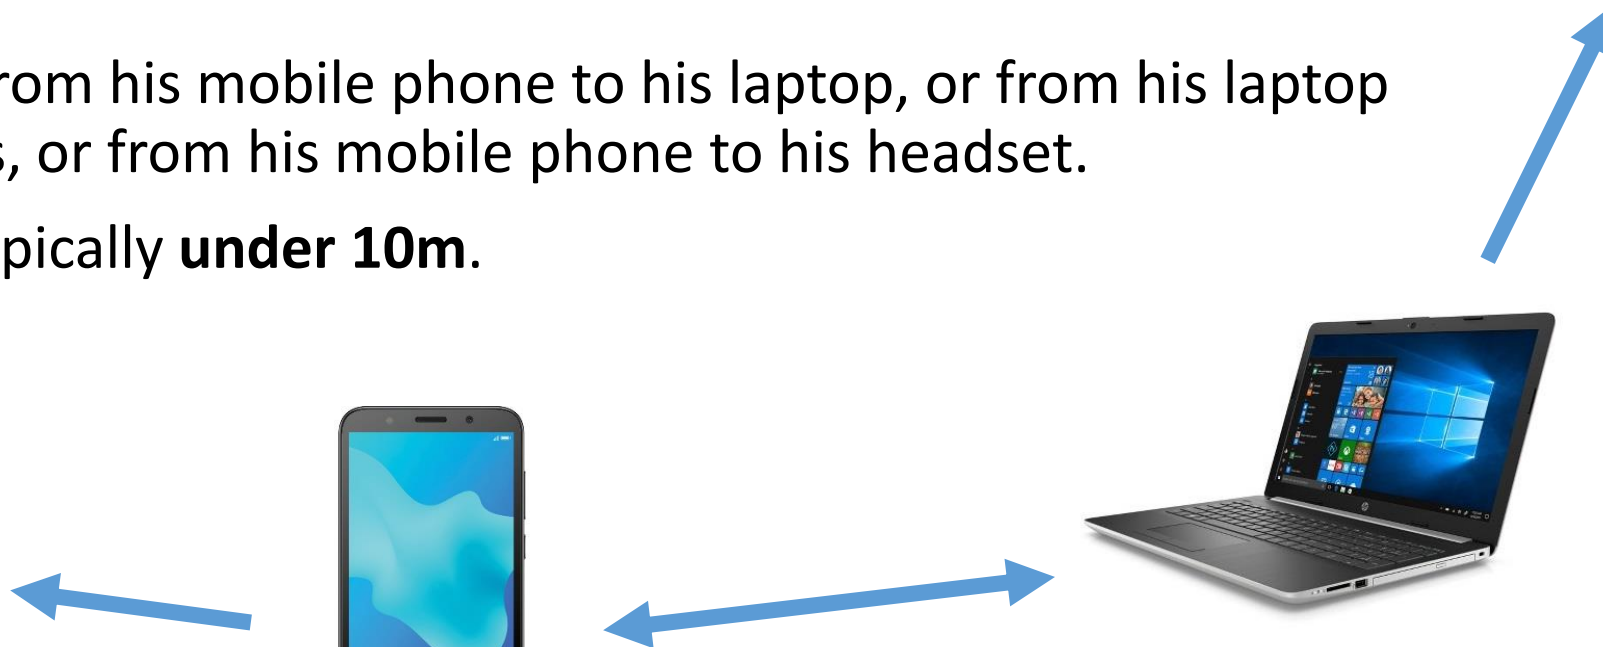 rom his mobile phone to his laptop, or from his laptop
s, or from his mobile phone to his headset.
pically under 10m.